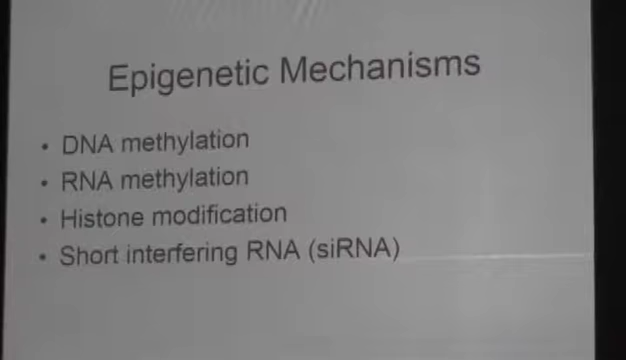 Epigenetic Mechanisms
• DNA methylation
• RNA methylation
• Histone modification
• Short interfering RNA (siRNA)